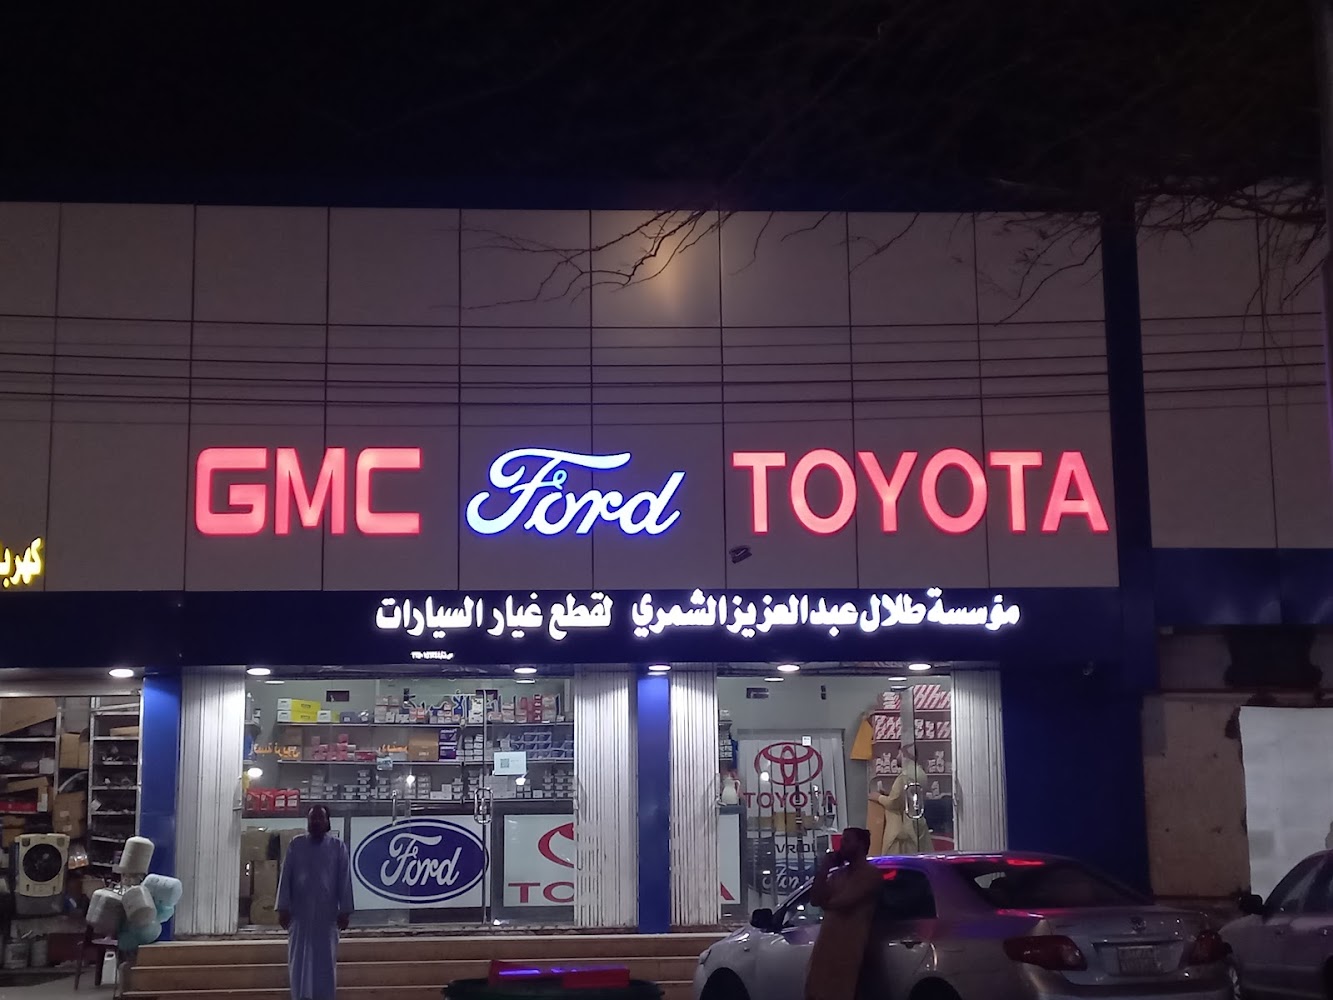 GMC Ford TOYOTA
مؤسسة طلال عبدالعزيز الشمري لقطع غيار السيارات
TOYOTA
Ford